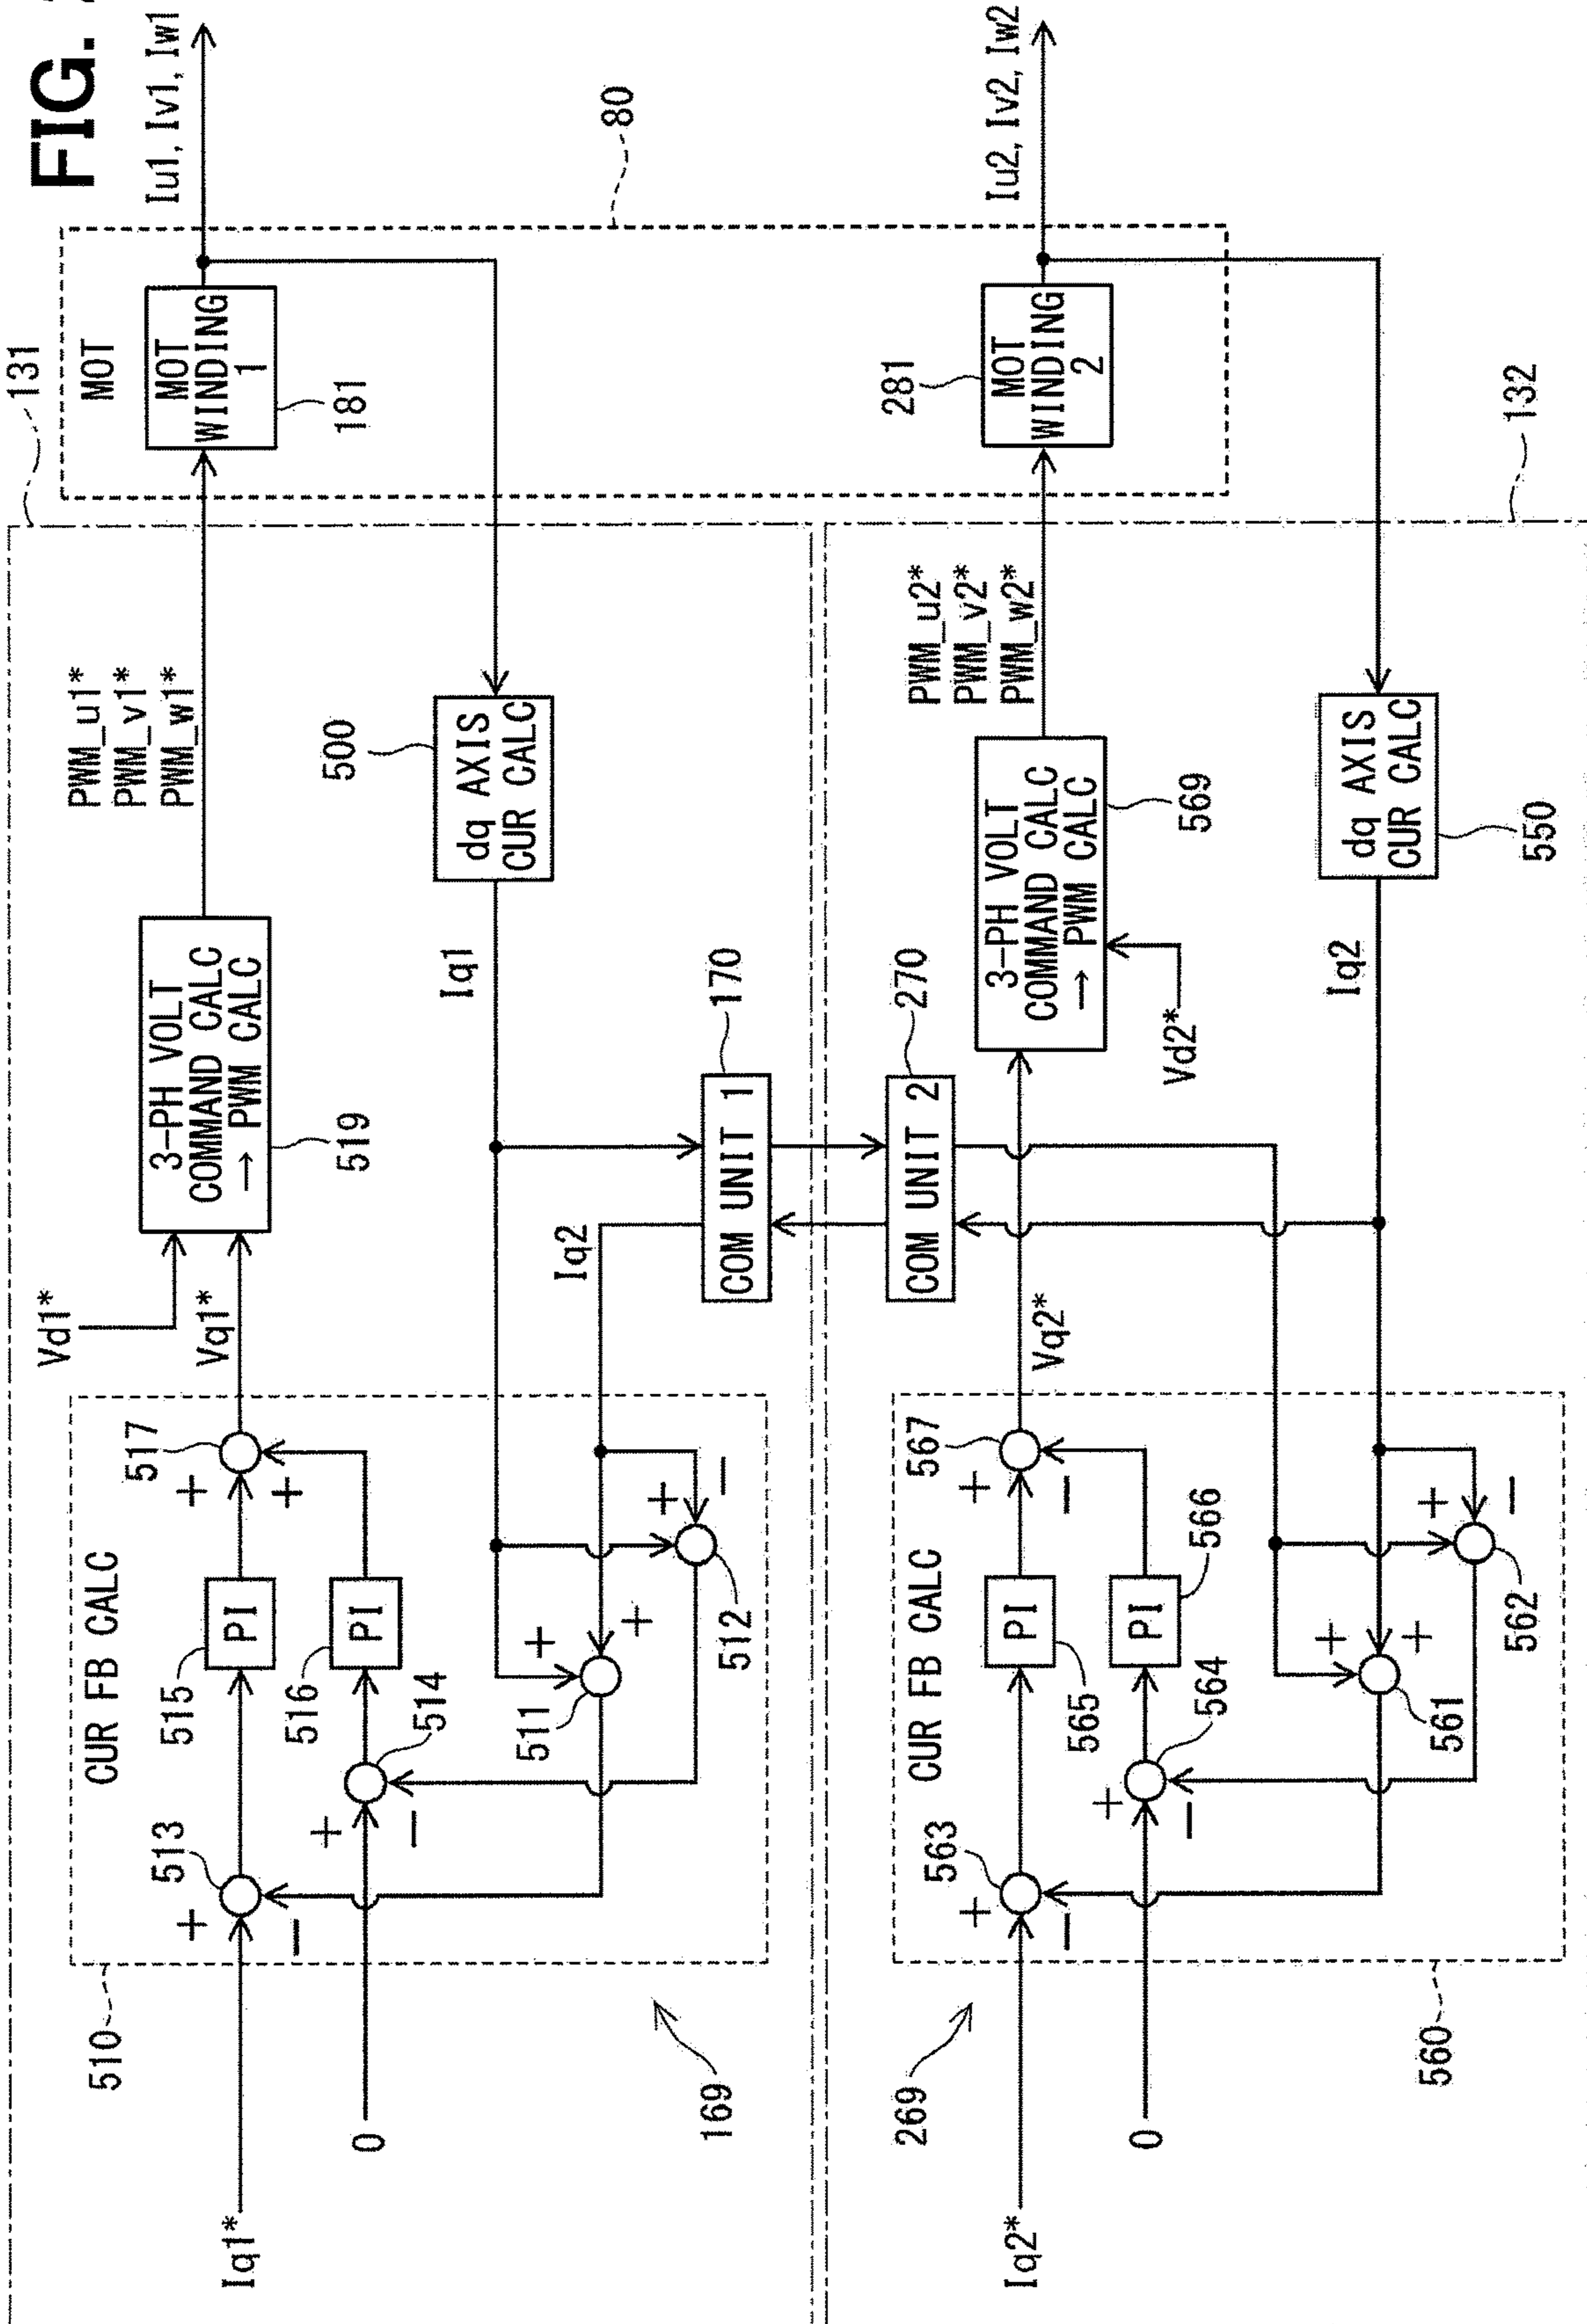 FIG.
131
MOT
80
MOT
WINDING
1
181
Iu1, Iv1, Iw1
PWM_u1*
PWM_v1*
PWM_w1*
3-PH VOLT
COMMAND CALC
→ PWM CALC
519
Vd1*
Vq1*
500
dq AXIS
CUR CALC
Iq1
Iq2
COM UNIT 1
170
CUR FB CALC
510
Iq1*
0
513
+
−
514
+
−
515
PI
516
PI
517
+
+
511
+
+
512
+
−
169
132
MOT
WINDING
2
281
Iu2, Iv2, Iw2
PWM_u2*
PWM_v2*
PWM_w2*
3-PH VOLT
COMMAND CALC
→ PWM CALC
569
Vd2*
Vq2*
dq AXIS
CUR CALC
550
Iq2
COM UNIT 2
270
CUR FB CALC
560
Iq2*
0
563
+
−
564
+
−
PI
565
PI
566
567
+
−
561
+
+
562
+
−
269